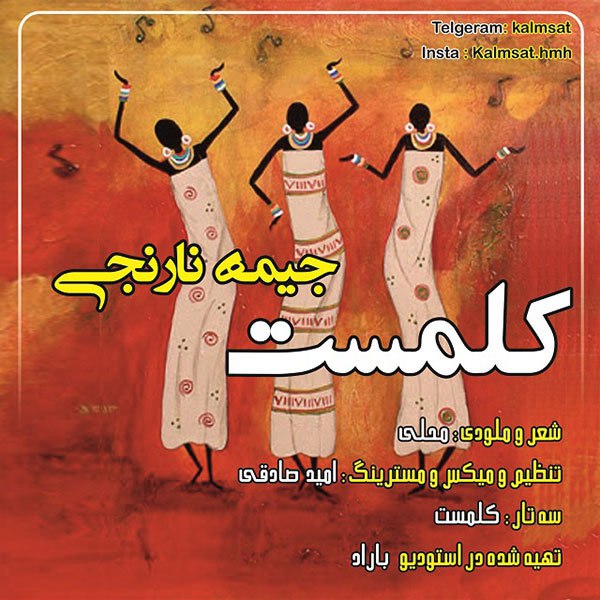 Telgeram: kalmsat
Insta : Kalmsat.hmh
جیمه نارنجی
کلمست
شعر و ملودی: محلی
تنظیم و میکس و مسترینگ: امید صادقی
سه تار: کلمست
تهیه شده در استودیو باراد